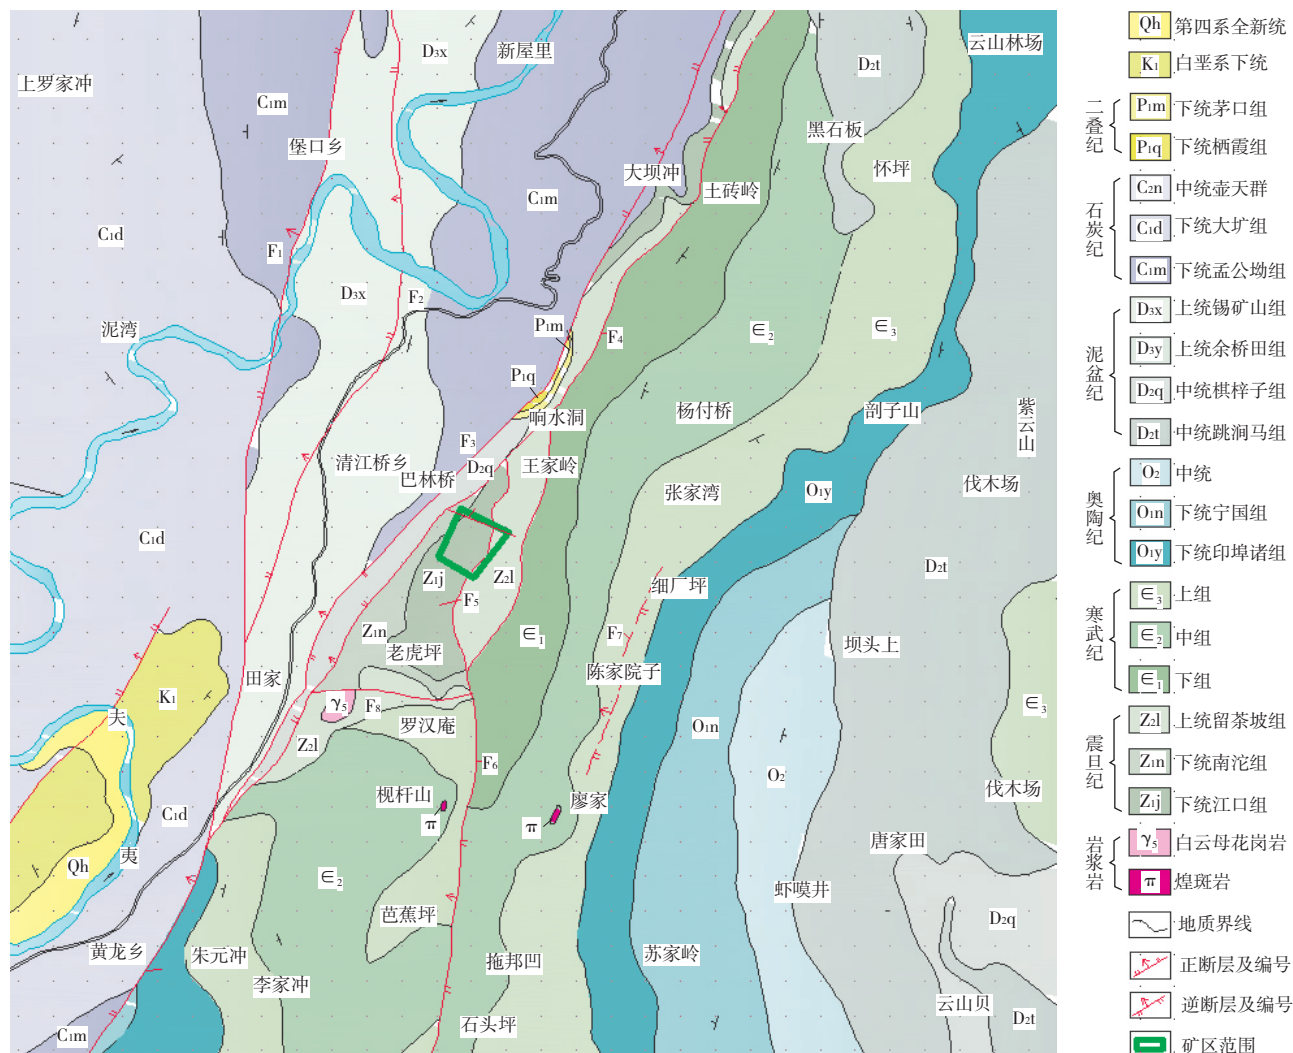 云山林场
新屋里
D3x
D2t
上罗家冲
C1m
黑石板
堡口乡
怀坪
大坝冲
土砖岭
C1m
C1d
F1
D3x
F2
P1m
泥湾
F4
∈2
∈3
P1q
响水洞
杨付桥
剖子山
紫云山
F3
清江桥乡
D2q
王家岭
巴林桥
张家湾
O1y
伐木场
C1d
D2t
Z1j
Z2l
细厂坪
F5
Z1n
∈1
F7
老虎坪
坝头上
陈家院子
田家
K1
γ5
F8
∈3
夫
罗汉庵
O1n
Z2l
F6
O2
枧杆山
廖家
伐木场
C1d
π
π
唐家田
夷
Qh
∈2
虾嗼井
芭蕉坪
D2q
黄龙乡
朱元冲
苏家岭
拖邦凹
李家冲
云山贝
石头坪
D2t
C1m
Qh 第四系全新统
K1 白垩系下统
二叠纪
P1m 下统茅口组
P1q 下统栖霞组
石炭纪
C2n 中统壶天群
C1d 下统大圹组
C1m 下统孟公坳组
泥盆纪
D3x 上统锡矿山组
D3y 上统余桥田组
D2q 中统棋梓子组
D2t 中统跳涧马组
奥陶纪
O2 中统
O1n 下统宁国组
O1y 下统印埠诸组
寒武纪
∈3 上组
∈2 中组
∈1 下组
震旦纪
Z2l 上统留茶坡组
Z1n 下统南沱组
Z1j 下统江口组
岩浆岩
γ5 白云母花岗岩
π 煌斑岩
地质界线
正断层及编号
逆断层及编号
矿区范围